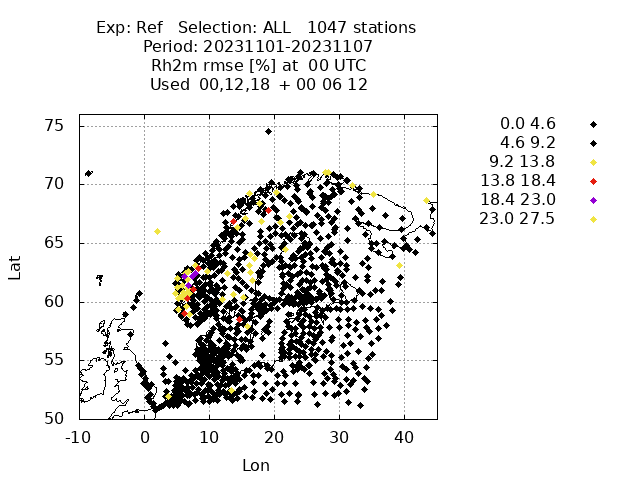 Exp: Ref   Selection: ALL   1047 stations
Period: 20231101-20231107
Rh2m rmse [%] at  00 UTC
Used  00,12,18  + 00 06 12
0.0 4.6
4.6 9.2
9.2 13.8
13.8 18.4
18.4 23.0
23.0 27.5
75
70
65
60
55
50
Lat
-10 0 10 20 30 40
Lon